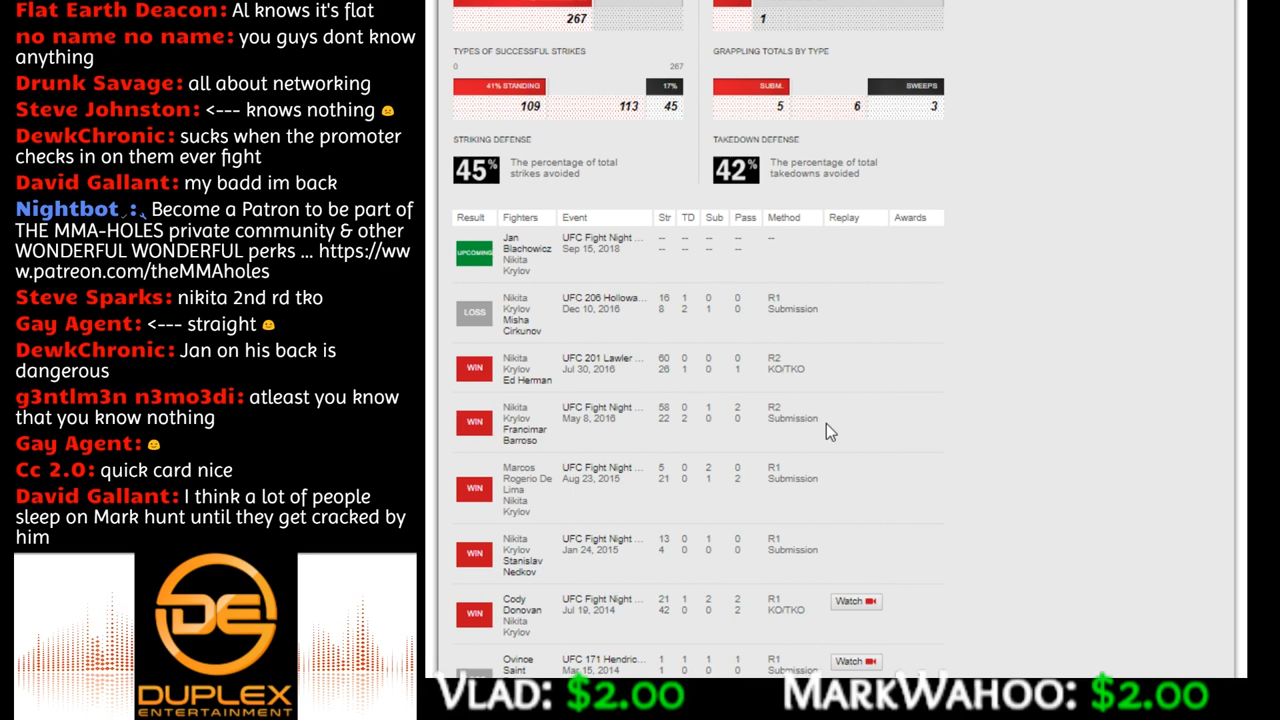 Flat Earth Deacon: Al knows it's flat
no name no name: you guys dont know
anything
Drunk Savage: all about networking
Steve Johnston: <--- knows nothing
DewkChronic: sucks when the promoter
checks in on them ever fight
David Gallant: my badd im back
Nightbot : Become a Patron to be part of
THE MMA-HOLES private community & other
WONDERFUL WONDERFUL perks ... https://ww
w.patreon.com/theMMAholes
Steve Sparks: nikita 2nd rd tko
Gay Agent: <--- straight
DewkChronic: Jan on his back is
dangerous
g3ntlm3n n3mo3di: atleast you know
that you know nothing
Gay Agent:
Cc 2.0: quick card nice
David Gallant: I think a lot of people
sleep on Mark hunt until they get cracked by
him
DE
DUPLEX
ENTERTAINMENT
267
1
TYPES OF SUCCESSFUL STRIKES
GRAPPLING TOTALS BY TYPE
0 267
41% STANDING 17%
109 113 45
SUBM. SWEEPS
5 6 3
STRIKING DEFENSE
TAKEDOWN DEFENSE
45% The percentage of total
strikes avoided
42% The percentage of total
takedowns avoided
Result Fighters Event Str TD Sub Pass Method Replay Awards
UPCOMING
Jan
Blachowicz
Nikita
Krylov
UFC Fight Night ...
Sep 15, 2018
-- -- -- -- --
-- -- -- --
LOSS
Nikita
Krylov
Misha
Cirkunov
UFC 206 Hollowa...
Dec 10, 2016
16 1 0 0 R1
8 2 1 0 Submission
WIN
Nikita
Krylov
Ed Herman
UFC 201 Lawler ...
Jul 30, 2016
60 0 0 0 R2
26 1 0 1 KO/TKO
WIN
Nikita
Krylov
Francimar
Barroso
UFC Fight Night ...
May 8, 2016
58 0 1 2 R2
22 2 0 0 Submission
WIN
Marcos
Rogerio De
Lima
Nikita
Krylov
UFC Fight Night ...
Aug 23, 2015
5 0 2 0 R1
21 0 1 2 Submission
WIN
Nikita
Krylov
Stanislav
Nedkov
UFC Fight Night ...
Jan 24, 2015
13 0 1 0 R1
4 0 0 0 Submission
WIN
Cody
Donovan
Nikita
Krylov
UFC Fight Night ...
Jul 19, 2014
21 1 2 2 R1
42 0 0 2 KO/TKO
Watch
Ovince
Saint
UFC 171 Hendric...
Mar 15, 2014
1 1 1 1 R1
1 0 0 0 Submission
Watch
VLAD: $2.00 MARKWAHOO: $2.00